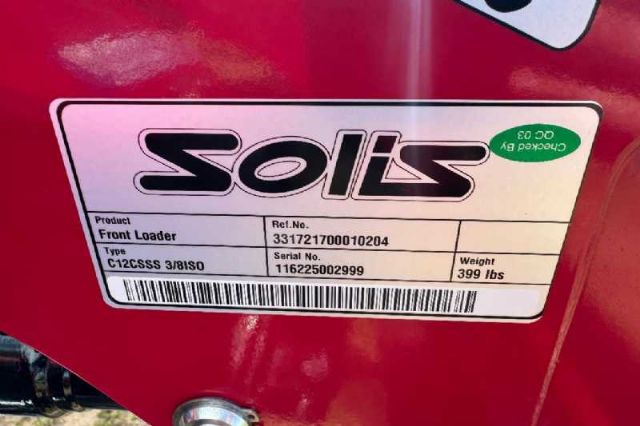 Solis
Checked By
QC 03
Product
Front Loader
Ref.No.
331721700010204
Type
C12CSSS 3/8ISO
Serial No.
116225002999
Weight
399 lbs